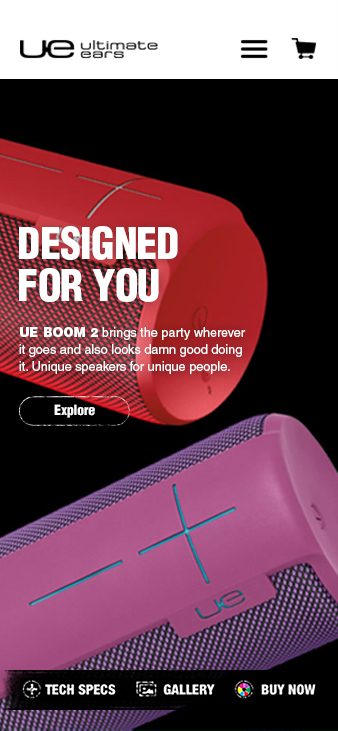 ue ultimate
ears
DESIGNED
FOR YOU
UE BOOM 2 brings the party wherever
it goes and also looks damn good doing
it. Unique speakers for unique people.
Explore
ue
TECH SPECS GALLERY BUY NOW